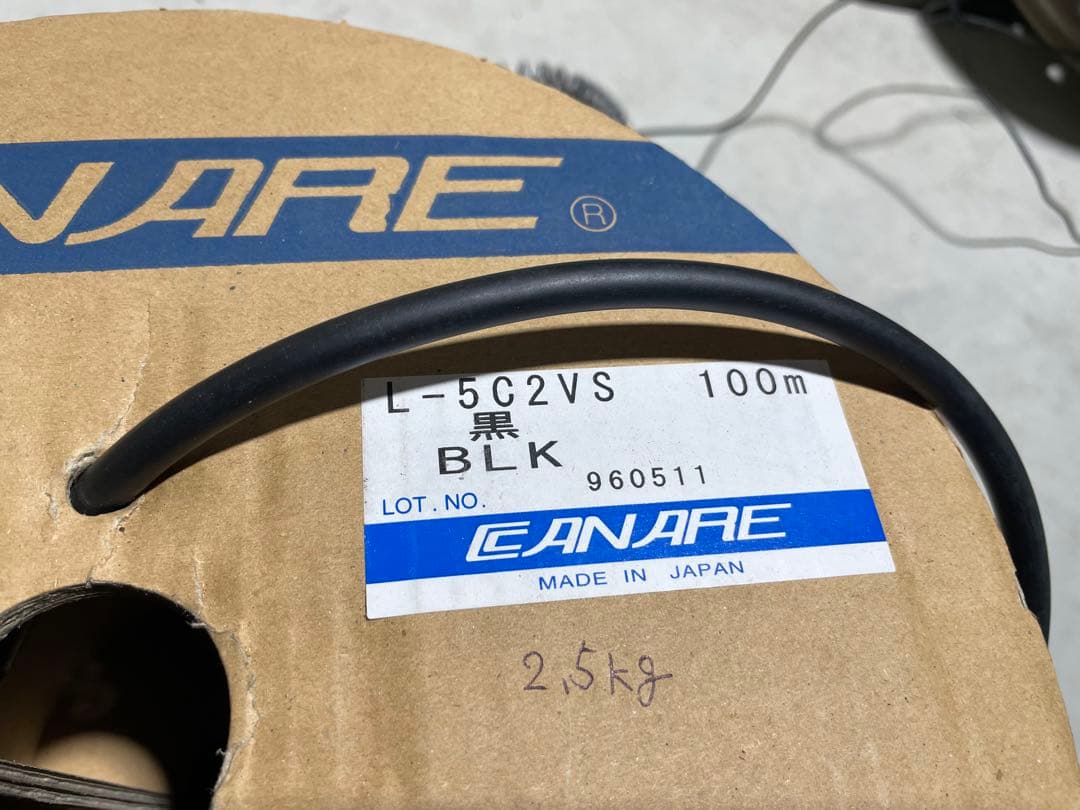 NARE ®
L-5C2VS 100m
黒
BLK
960511
LOT.NO.
CANARE
MADE IN JAPAN
2,5kg